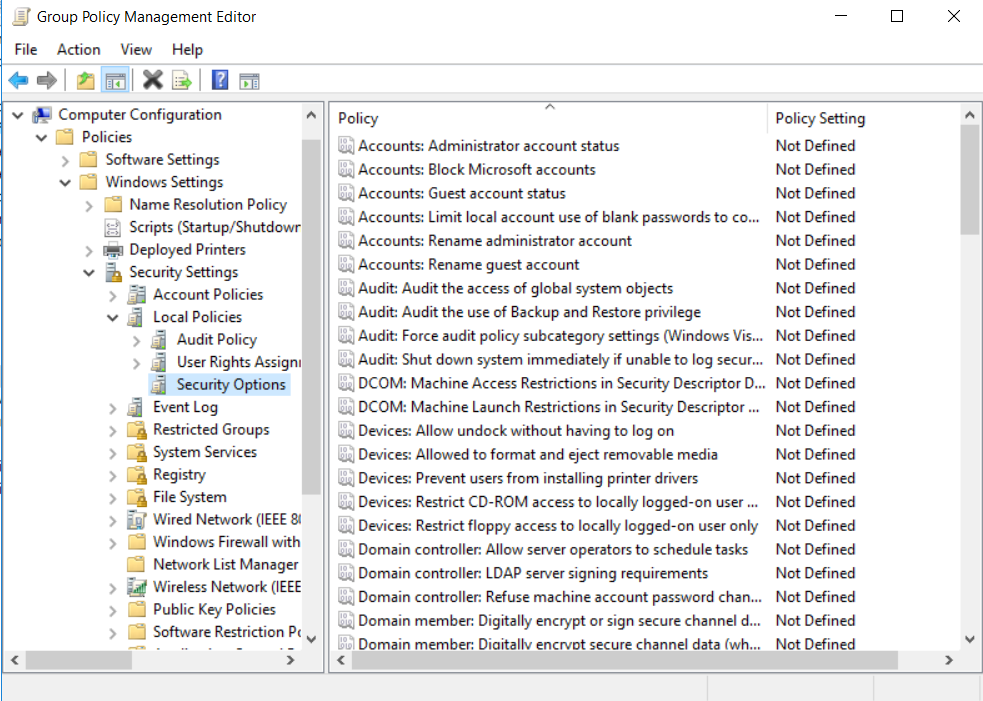 Group Policy Management Editor
File Action View Help
Computer Configuration
Policies
Software Settings
Windows Settings
Name Resolution Policy
Scripts (Startup/Shutdown
Deployed Printers
Security Settings
Account Policies
Local Policies
Audit Policy
User Rights Assignn
Security Options
Event Log
Restricted Groups
System Services
Registry
File System
Wired Network (IEEE 80
Windows Firewall with
Network List Manager
Wireless Network (IEEE
Public Key Policies
Software Restriction Po
Policy Policy Setting
Accounts: Administrator account status Not Defined
Accounts: Block Microsoft accounts Not Defined
Accounts: Guest account status Not Defined
Accounts: Limit local account use of blank passwords to co... Not Defined
Accounts: Rename administrator account Not Defined
Accounts: Rename guest account Not Defined
Audit: Audit the access of global system objects Not Defined
Audit: Audit the use of Backup and Restore privilege Not Defined
Audit: Force audit policy subcategory settings (Windows Vis... Not Defined
Audit: Shut down system immediately if unable to log secur... Not Defined
DCOM: Machine Access Restrictions in Security Descriptor D... Not Defined
DCOM: Machine Launch Restrictions in Security Descriptor ... Not Defined
Devices: Allow undock without having to log on Not Defined
Devices: Allowed to format and eject removable media Not Defined
Devices: Prevent users from installing printer drivers Not Defined
Devices: Restrict CD-ROM access to locally logged-on user ... Not Defined
Devices: Restrict floppy access to locally logged-on user only Not Defined
Domain controller: Allow server operators to schedule tasks Not Defined
Domain controller: LDAP server signing requirements Not Defined
Domain controller: Refuse machine account password chan... Not Defined
Domain member: Digitally encrypt or sign secure channel d... Not Defined
Domain member: Digitally encrypt secure channel data (wh... Not Defined